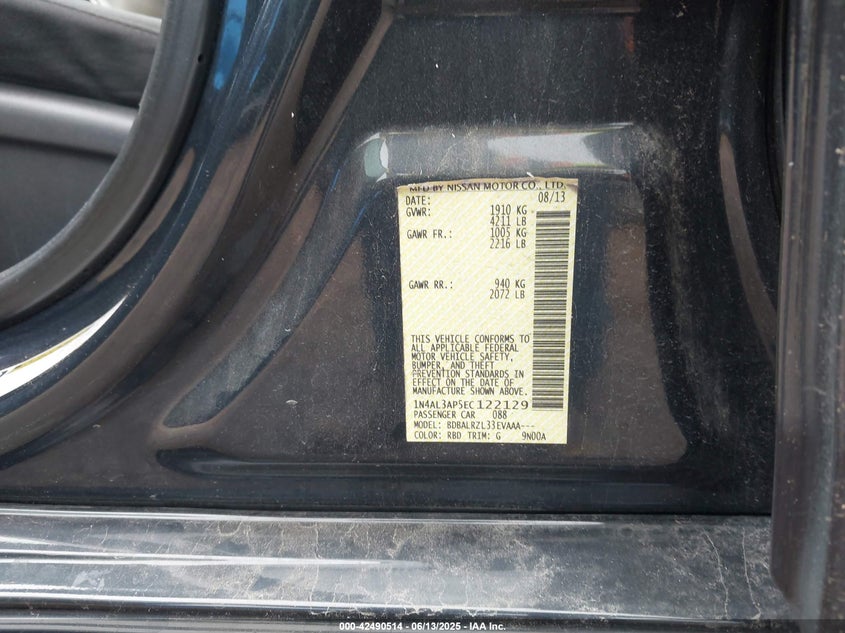 MFD BY NISSAN MOTOR CO., LTD.
DATE: 08/13
GVWR: 1910 KG
4211 LB
GAWR FR.: 1005 KG
2216 LB
GAWR RR.: 940 KG
2072 LB
THIS VEHICLE CONFORMS TO
ALL APPLICABLE FEDERAL
MOTOR VEHICLE SAFETY,
BUMPER, AND THEFT
PREVENTION STANDARDS IN
EFFECT ON THE DATE OF
MANUFACTURE SHOWN ABOVE.
1N4AL3AP5EC122129
PASSENGER CAR 088
MODEL: BDBALRZL33EVAAA---
COLOR: RBD TRIM: G 9N00A
000-42490514 - 06/13/2025 - IAA Inc.